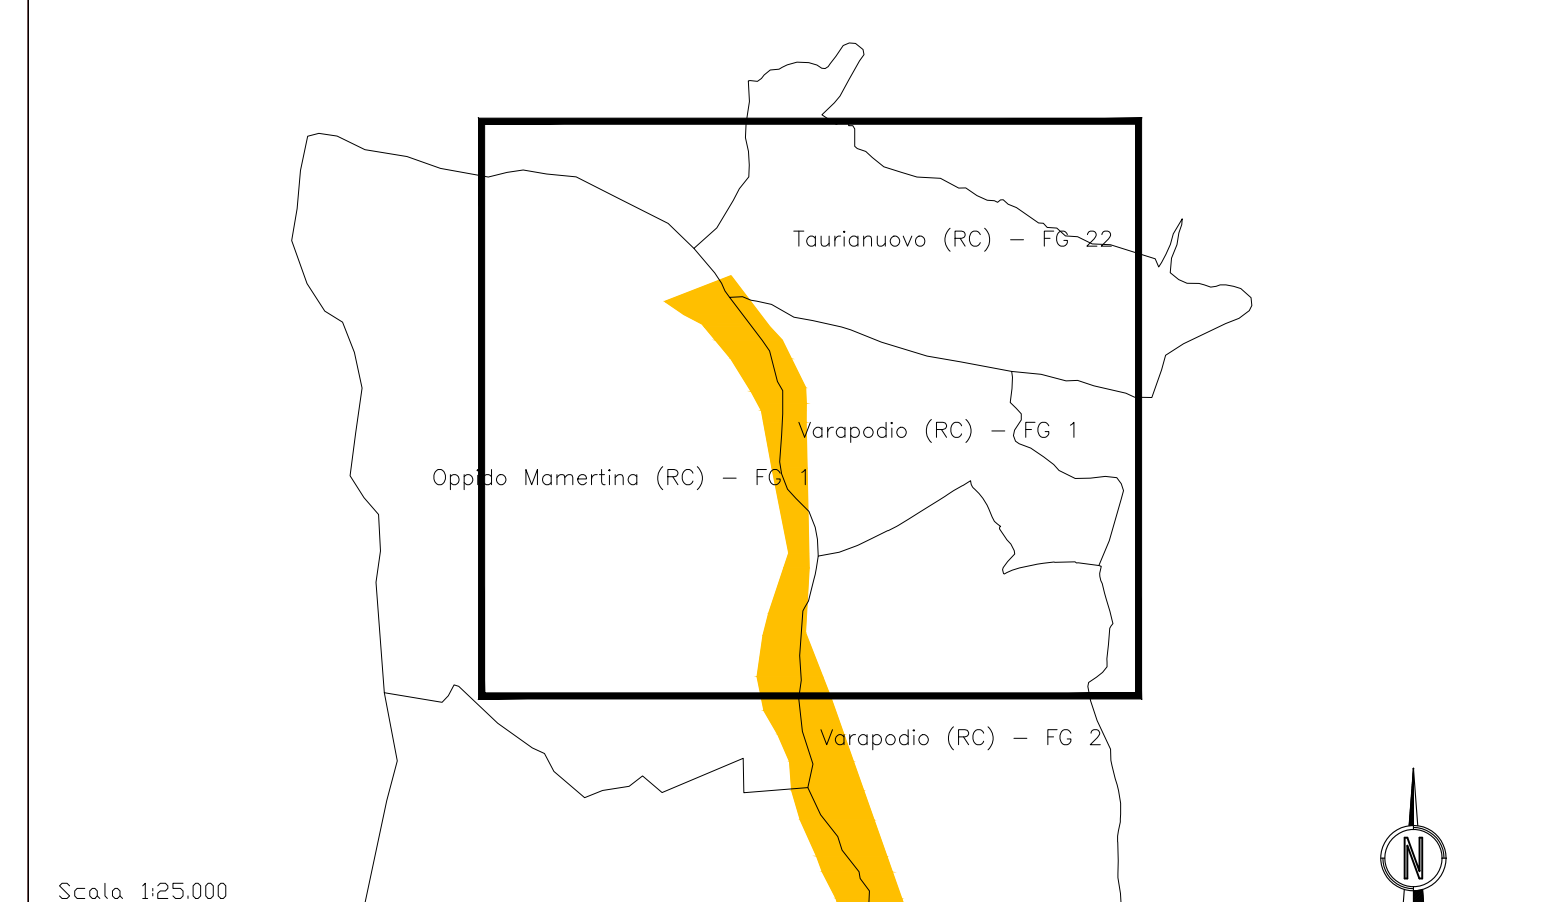 Taurianuovo (RC) – FG 22
Varapodio (RC) – FG 1
Oppido Mamertina (RC) – FG 1
Varapodio (RC) – FG 2
N
Scala 1:25.000